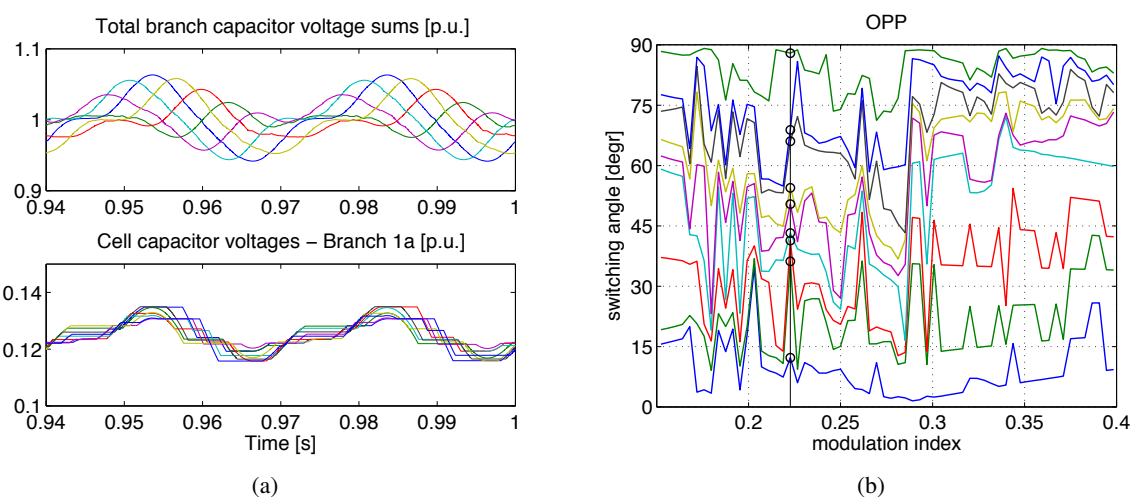 Total branch capacitor voltage sums [p.u.]
1.1
1
0.9
0.94 0.95 0.96 0.97 0.98 0.99 1
Cell capacitor voltages − Branch 1a [p.u.]
0.14
0.12
0.1
0.94 0.95 0.96 0.97 0.98 0.99 1
Time [s]
(a)
OPP
switching angle [degr]
90
75
60
45
30
15
0
0.2 0.25 0.3 0.35 0.4
modulation index
(b)